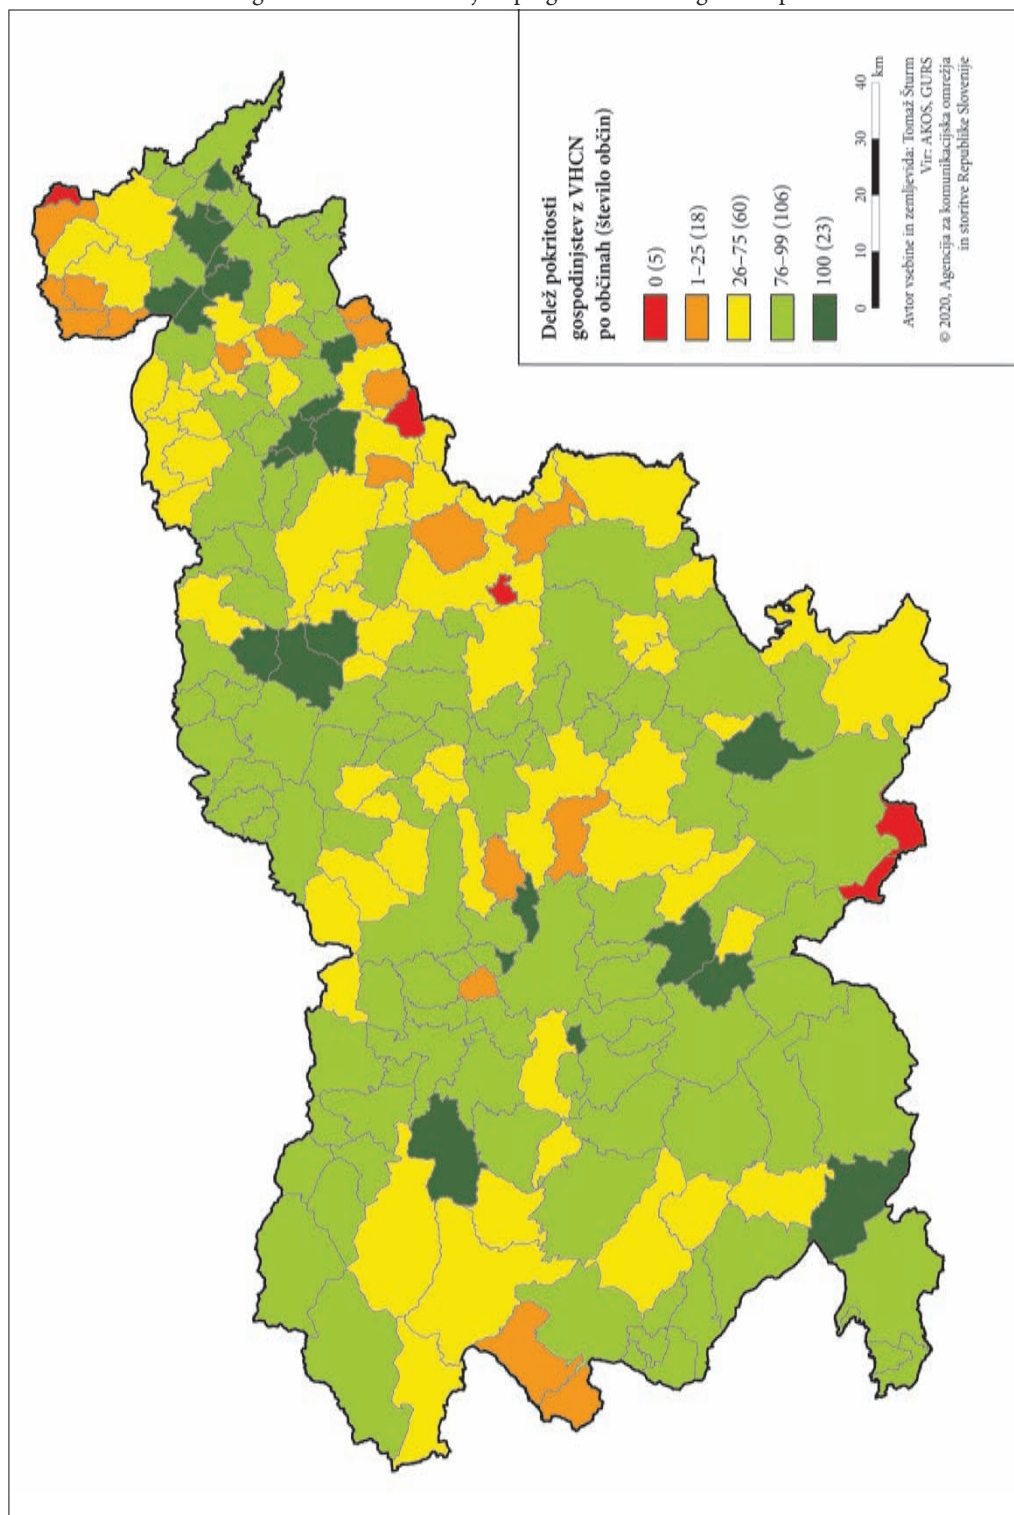 Delež pokritosti
gospodinjstev z VHCN
po občinah (število občin)
0 (5)
1–25 (18)
26–75 (60)
76–99 (106)
100 (23)
0 10 20 30 40
km
Avtor vsebine in zemljevida: Tomaž Šturm
Vir: AKOS, GURS
© 2020, Agencija za komunikacijska omrežja
in storitve Republike Slovenije